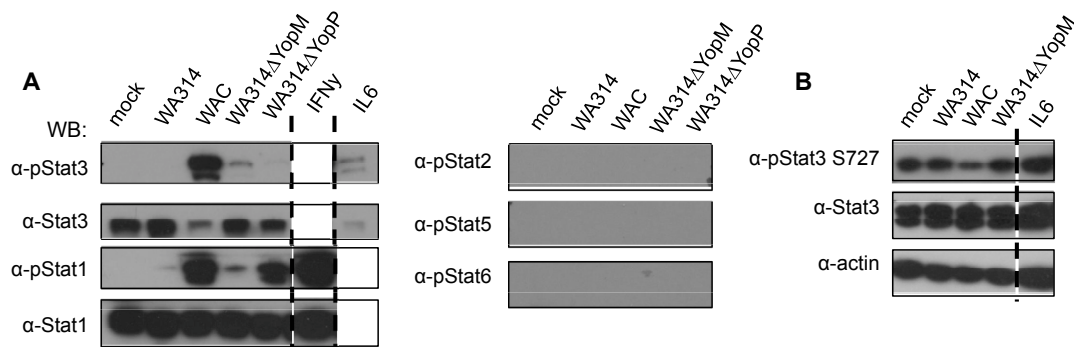 A
mock
WA314
WAC
WA314ΔYopM
WA314ΔYopP
IFNγ
IL6
WB:
α-pStat3
α-Stat3
α-pStat1
α-Stat1
mock
WA314
WAC
WA314ΔYopM
WA314ΔYopP
α-pStat2
α-pStat5
α-pStat6
B
mock
WA314
WAC
WA314ΔYopM
IL6
α-pStat3 S727
α-Stat3
α-actin